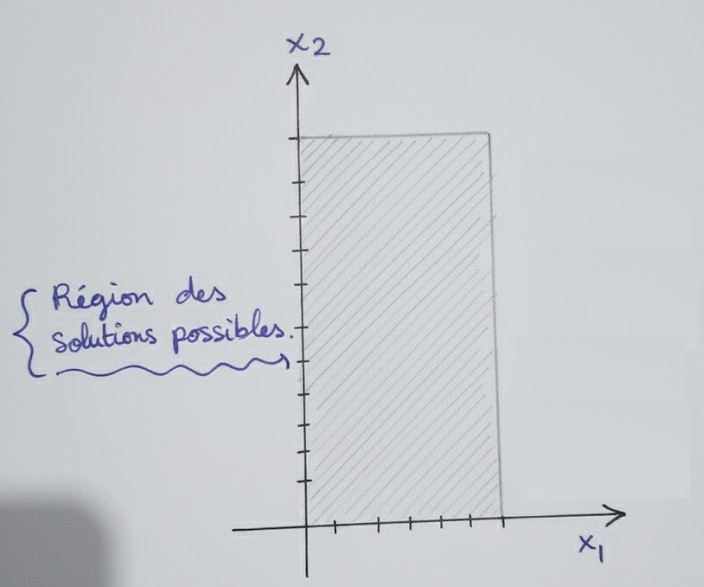 x2
Région des
Solutions possibles.
x1